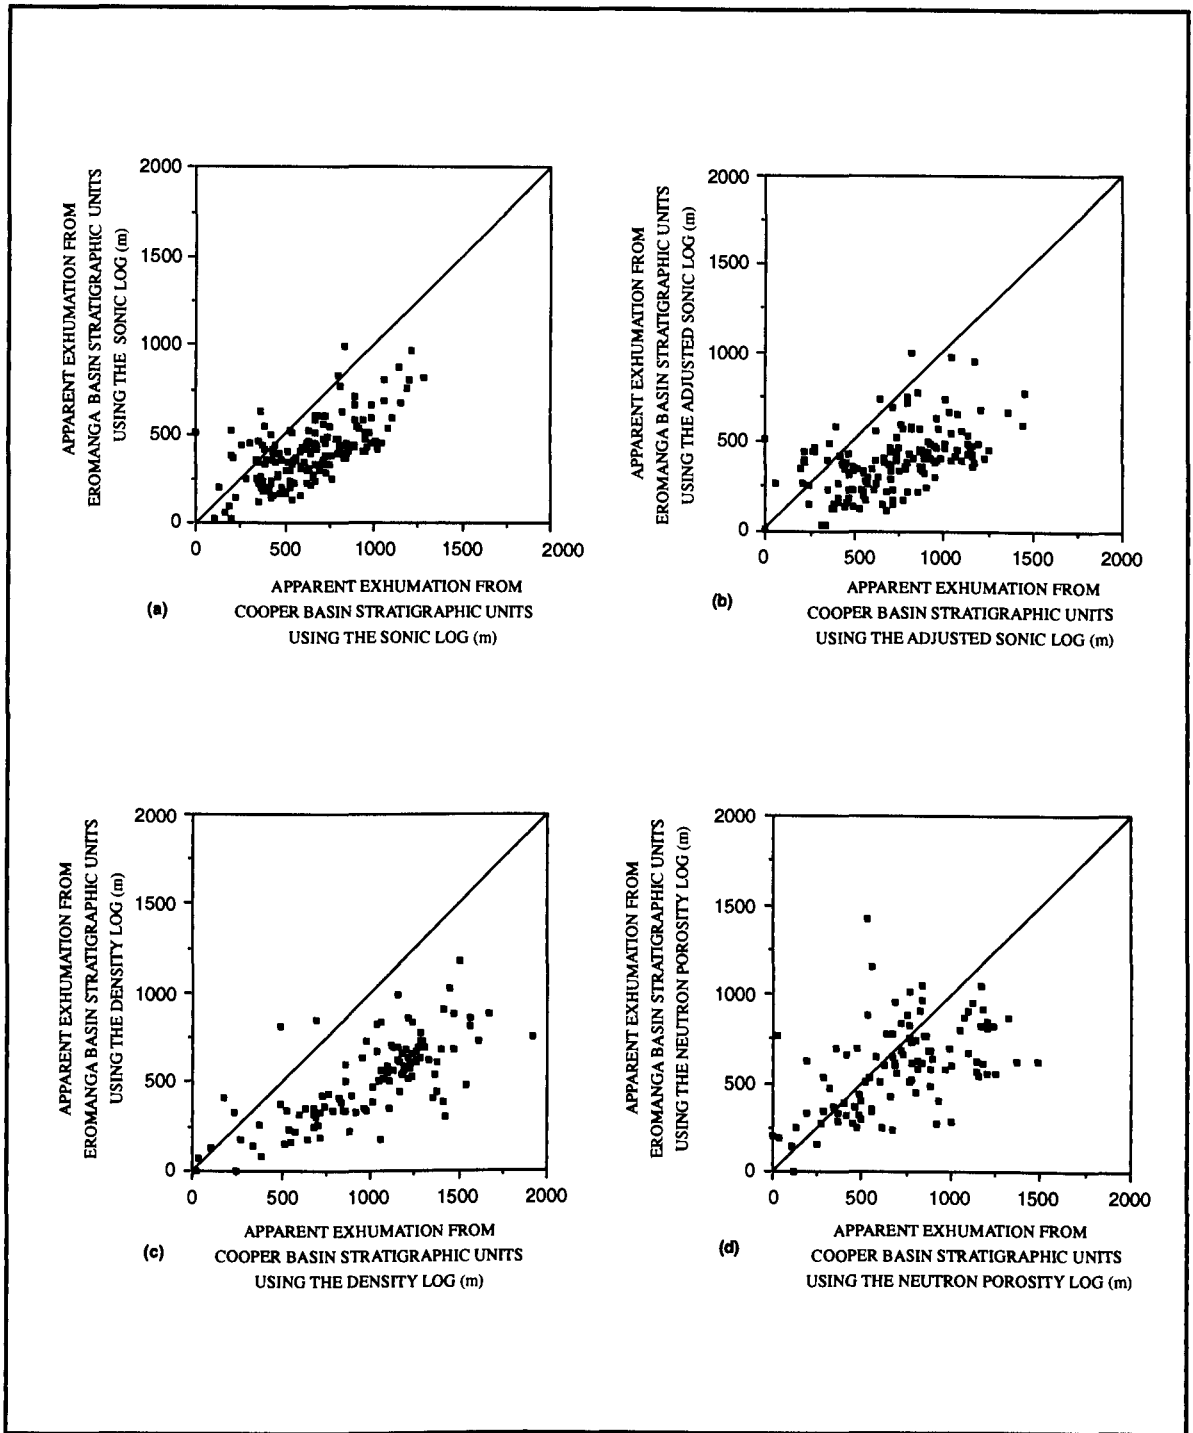 APPARENT EXHUMATION FROM
EROMANGA BASIN STRATIGRAPHIC UNITS
USING THE SONIC LOG (m)
2000
1500
1000
500
0
0 500 1000 1500 2000
APPARENT EXHUMATION FROM
(a) COOPER BASIN STRATIGRAPHIC UNITS
USING THE SONIC LOG (m)
APPARENT EXHUMATION FROM
EROMANGA BASIN STRATIGRAPHIC UNITS
USING THE ADJUSTED SONIC LOG (m)
2000
1500
1000
500
0
0 500 1000 1500 2000
APPARENT EXHUMATION FROM
(b) COOPER BASIN STRATIGRAPHIC UNITS
USING THE ADJUSTED SONIC LOG (m)
APPARENT EXHUMATION FROM
EROMANGA BASIN STRATIGRAPHIC UNITS
USING THE DENSITY LOG (m)
2000
1500
1000
500
0
0 500 1000 1500 2000
APPARENT EXHUMATION FROM
(c) COOPER BASIN STRATIGRAPHIC UNITS
USING THE DENSITY LOG (m)
APPARENT EXHUMATION FROM
EROMANGA BASIN STRATIGRAPHIC UNITS
USING THE NEUTRON POROSITY LOG (m)
2000
1500
1000
500
0
0 500 1000 1500 2000
APPARENT EXHUMATION FROM
(d) COOPER BASIN STRATIGRAPHIC UNITS
USING THE NEUTRON POROSITY LOG (m)